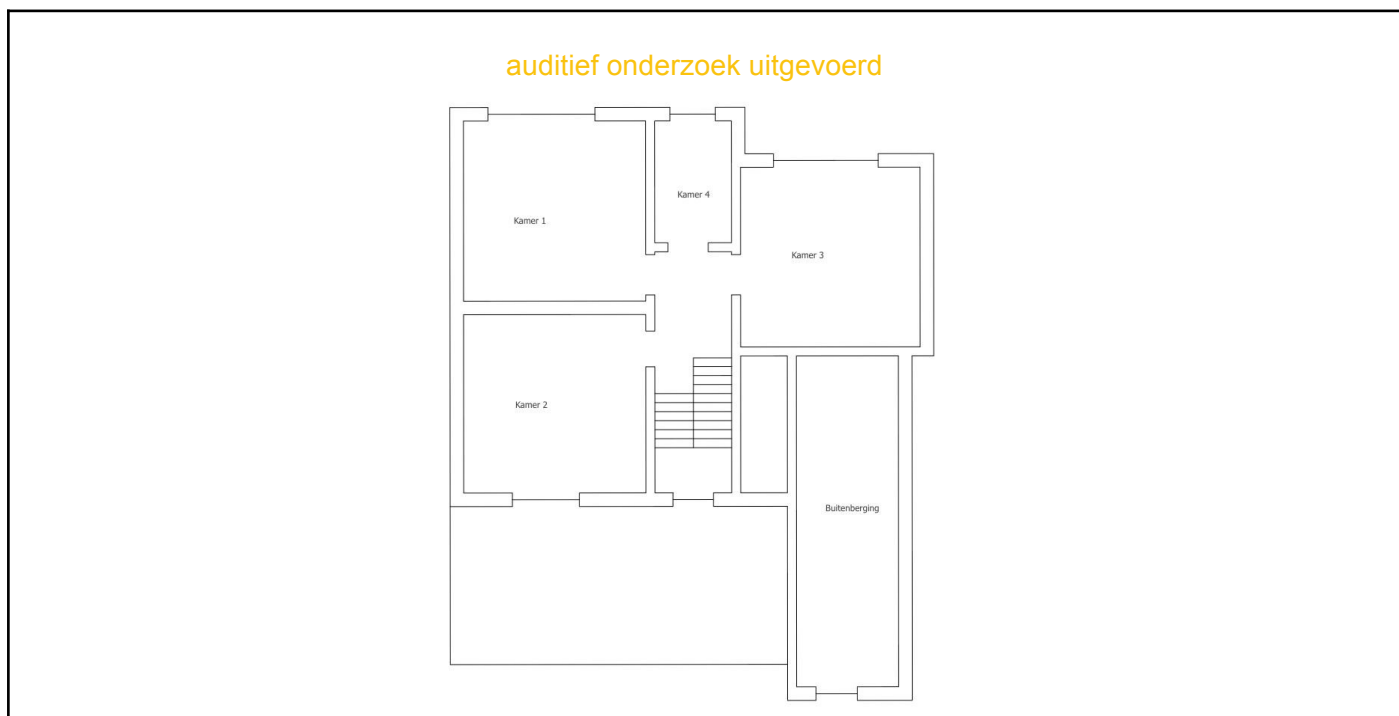 auditief onderzoek uitgevoerd
Kamer 4
Kamer 1
Kamer 3
Kamer 2
Buitenberging